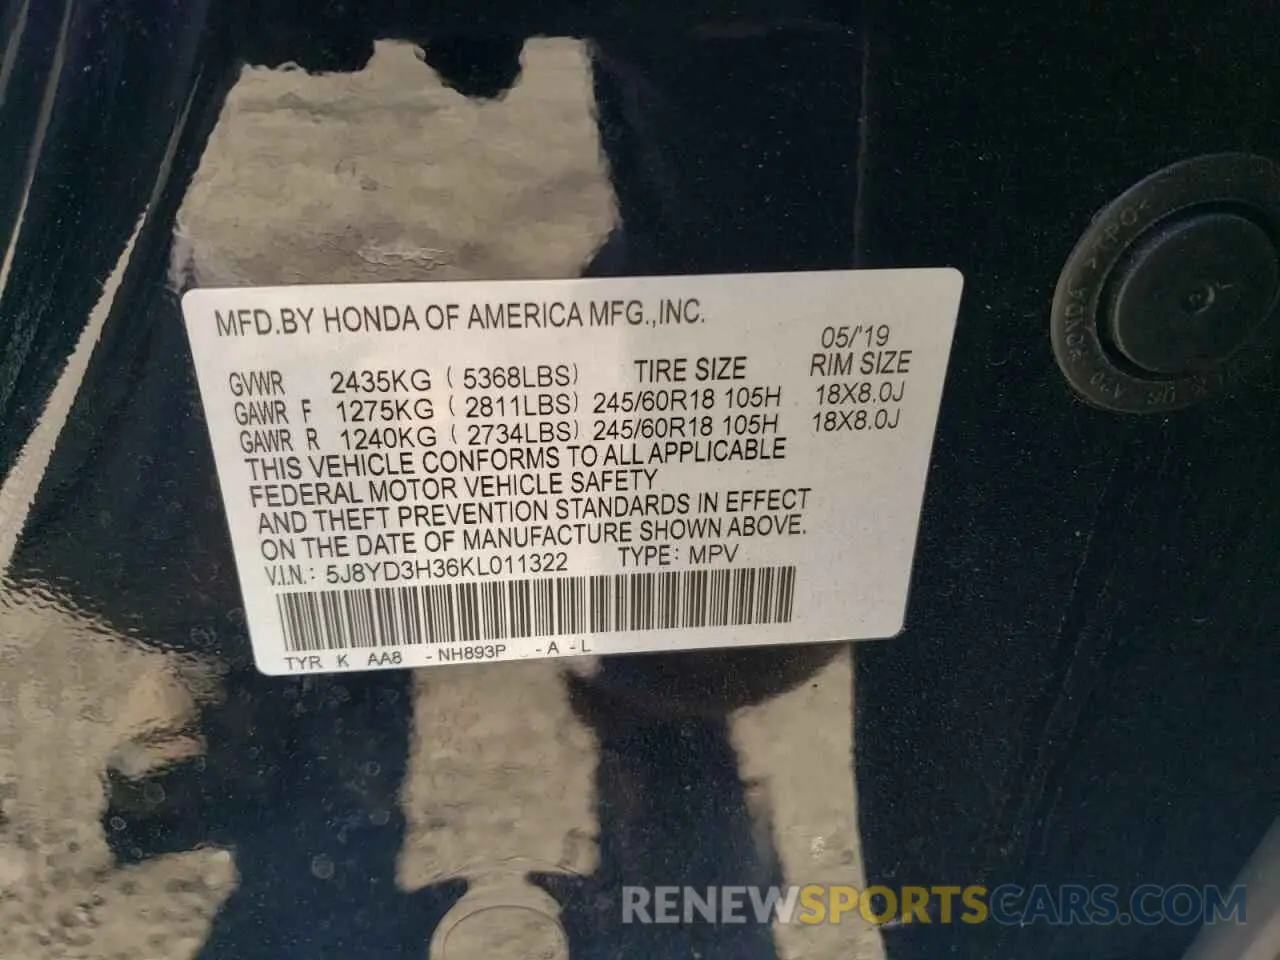 MFD.BY HONDA OF AMERICA MFG.,INC.
05/'19
GVWR 2435KG ( 5368LBS) TIRE SIZE RIM SIZE
GAWR F 1275KG ( 2811LBS) 245/60R18 105H 18X8.0J
GAWR R 1240KG ( 2734LBS) 245/60R18 105H 18X8.0J
THIS VEHICLE CONFORMS TO ALL APPLICABLE
FEDERAL MOTOR VEHICLE SAFETY
AND THEFT PREVENTION STANDARDS IN EFFECT
ON THE DATE OF MANUFACTURE SHOWN ABOVE.
V.I.N.: 5J8YD3H36KL011322 TYPE: MPV
TYR K AA8 - NH893P - A - L
HONDA >PO<
RENEWSPORTSCARS.COM